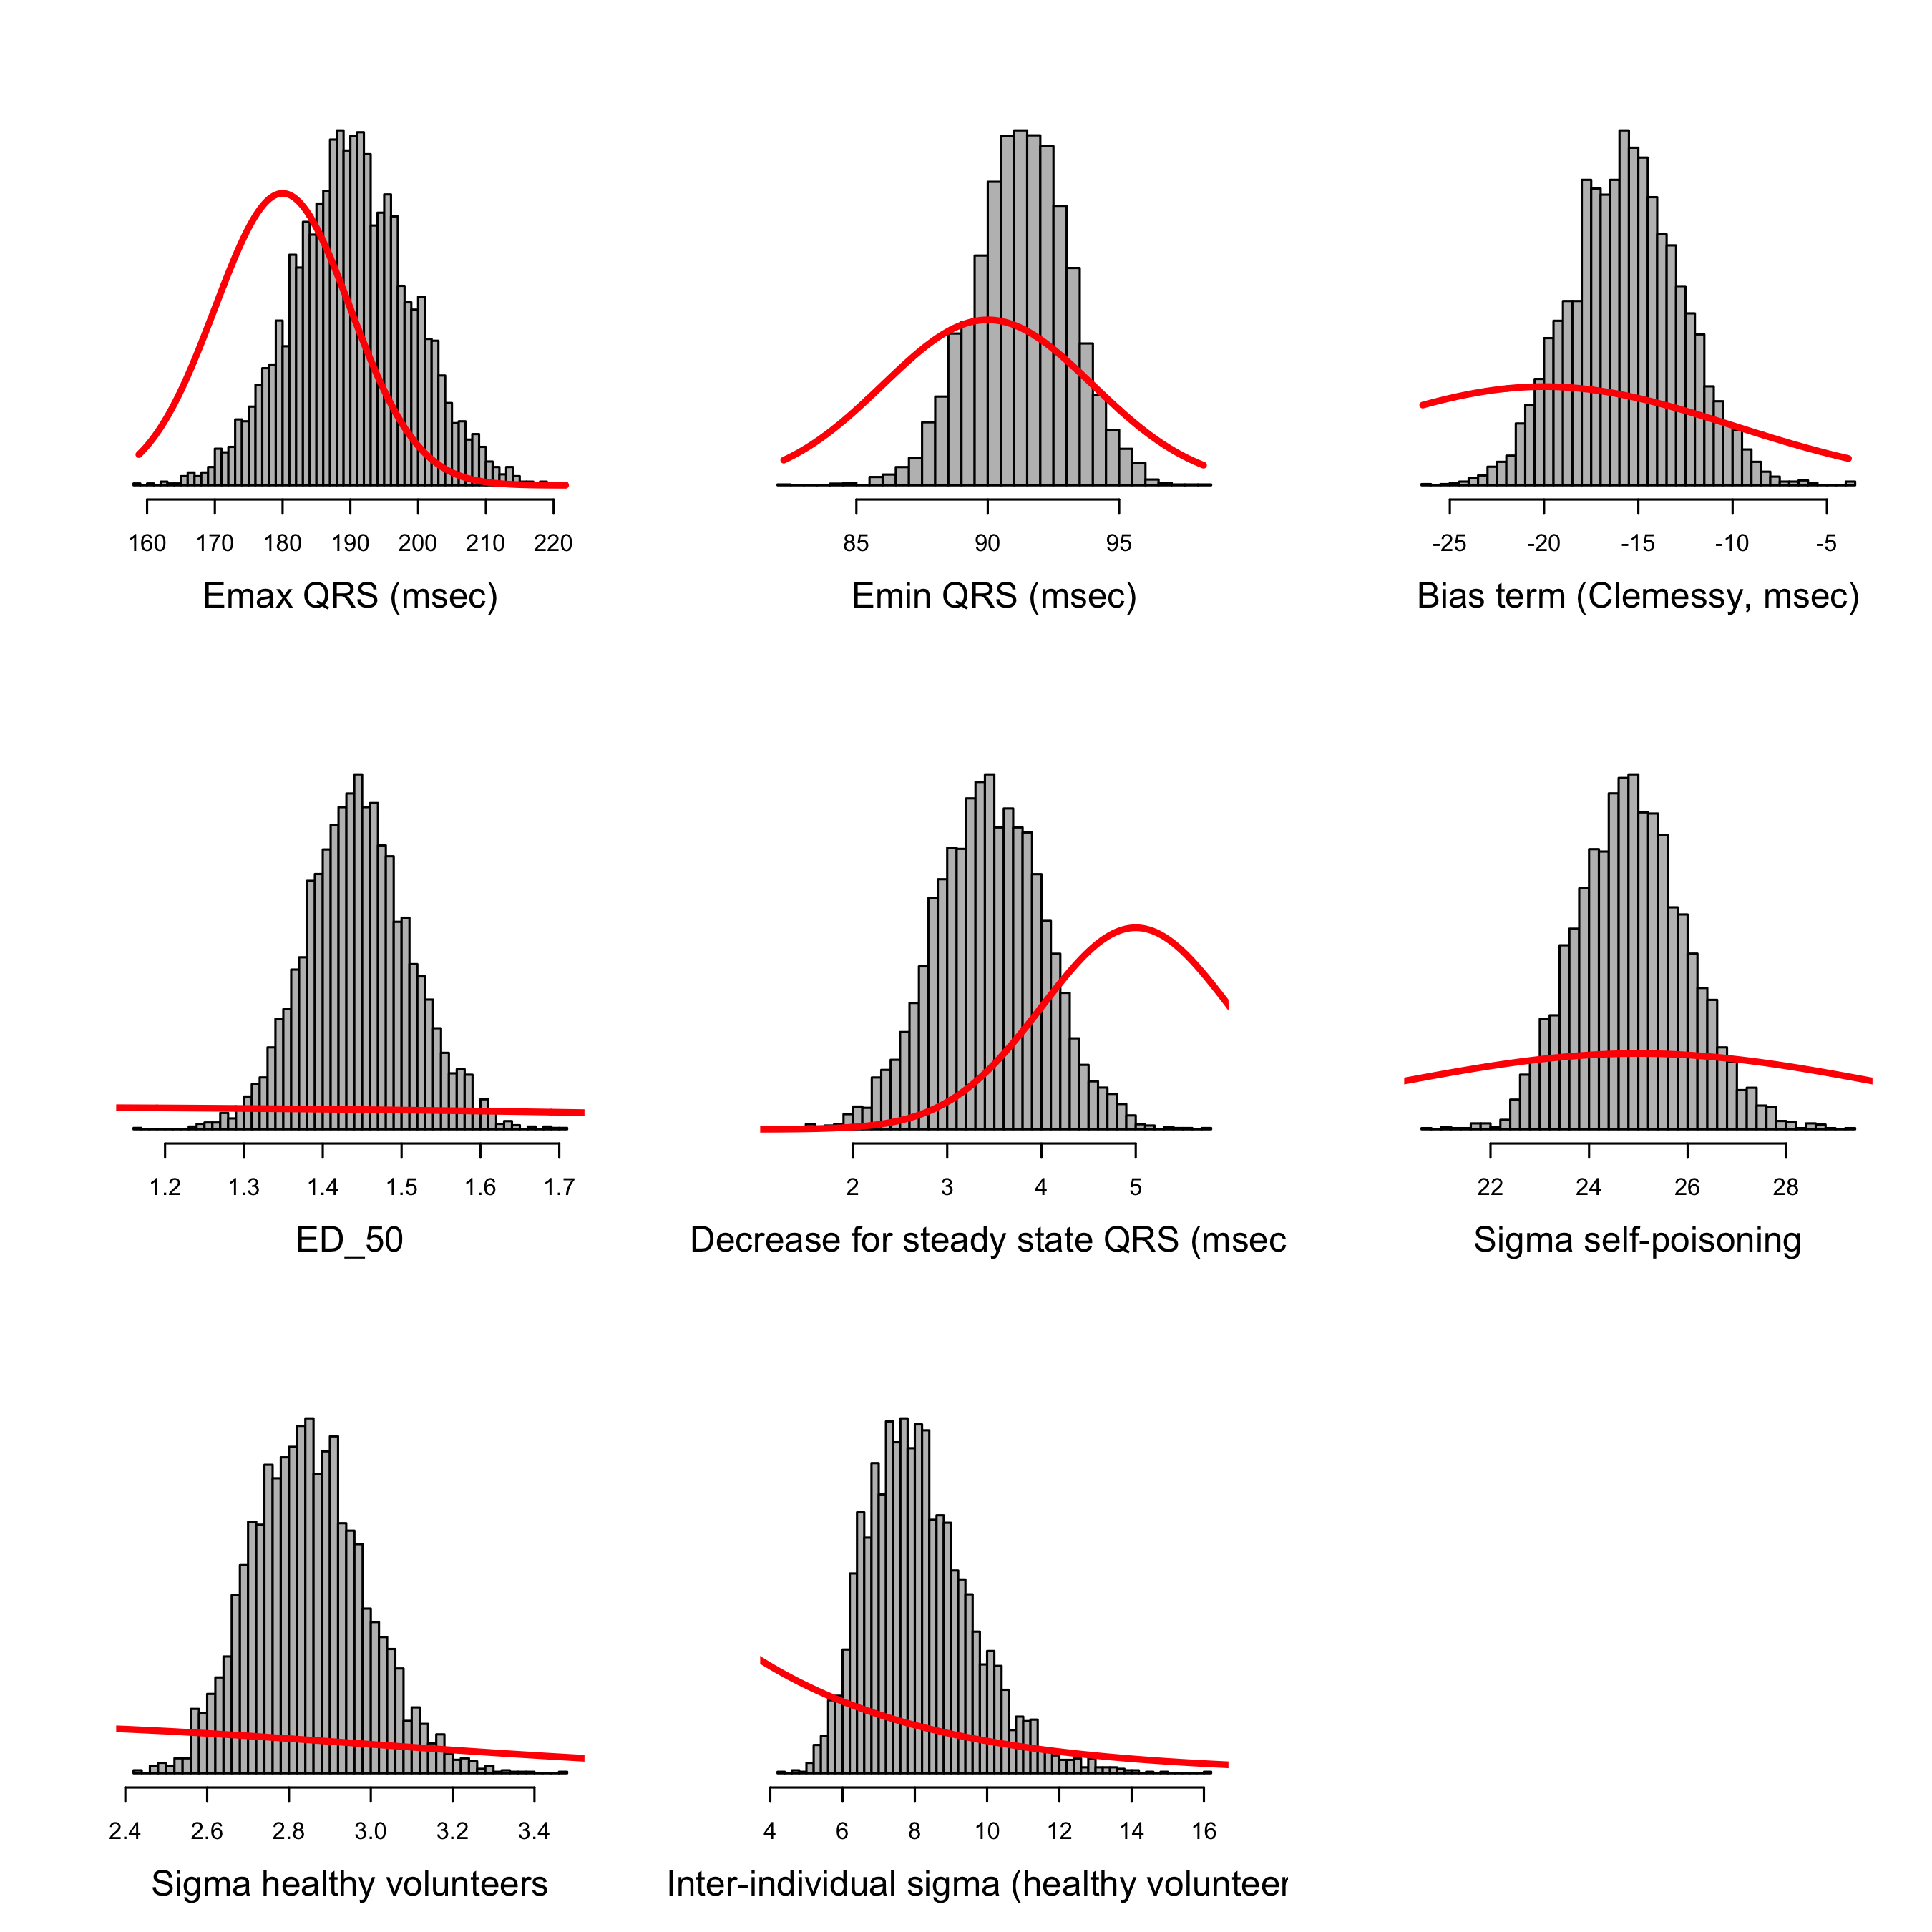 160 170 180 190 200 210 220
Emax QRS (msec)
85 90 95
Emin QRS (msec)
-25 -20 -15 -10 -5
Bias term (Clemessy, msec)
1.2 1.3 1.4 1.5 1.6 1.7
ED_50
2 3 4 5
Decrease for steady state QRS (msec
22 24 26 28
Sigma self-poisoning
2.4 2.6 2.8 3.0 3.2 3.4
Sigma healthy volunteers
4 6 8 10 12 14 16
Inter-individual sigma (healthy volunteer